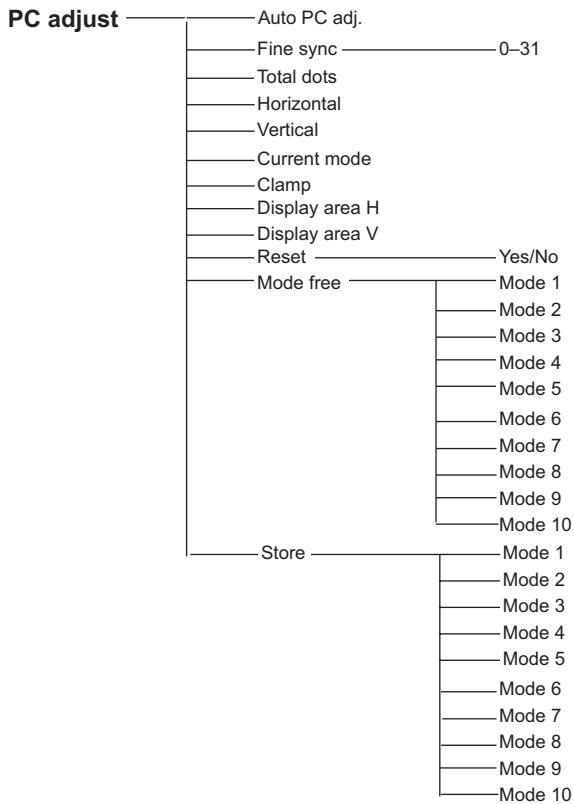 PC adjust Auto PC adj.
Fine sync 0–31
Total dots
Horizontal
Vertical
Current mode
Clamp
Display area H
Display area V
Reset Yes/No
Mode free Mode 1
Mode 2
Mode 3
Mode 4
Mode 5
Mode 6
Mode 7
Mode 8
Mode 9
Mode 10
Store Mode 1
Mode 2
Mode 3
Mode 4
Mode 5
Mode 6
Mode 7
Mode 8
Mode 9
Mode 10